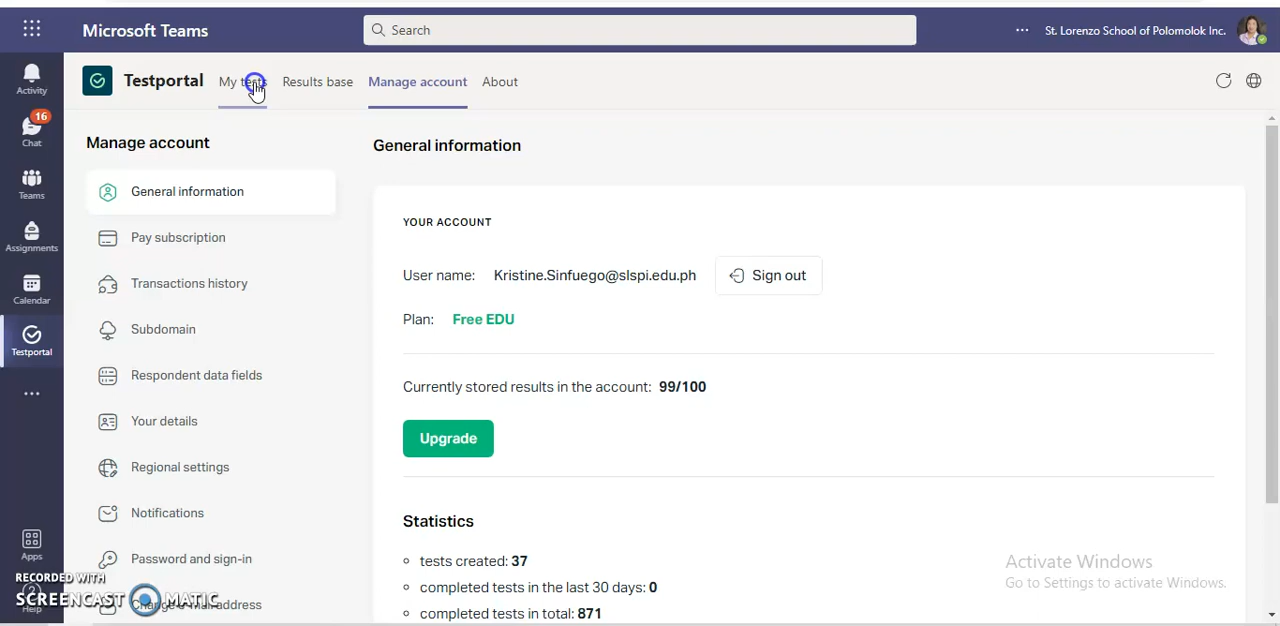 Microsoft Teams
Search
St. Lorenzo School of Polomolok Inc.
Activity
16
Chat
Teams
Assignments
Calendar
Testportal
Apps
Help
Testportal
My tests
Results base
Manage account
About
Manage account
General information
Pay subscription
Transactions history
Subdomain
Respondent data fields
Your details
Regional settings
Notifications
Password and sign-in
Change e-mail address
General information
YOUR ACCOUNT
User name: Kristine.Sinfuego@slspi.edu.ph
Sign out
Plan: Free EDU
Currently stored results in the account: 99/100
Upgrade
Statistics
tests created: 37
completed tests in the last 30 days: 0
completed tests in total: 871
Activate Windows
Go to Settings to activate Windows.
RECORDED WITH
SCREENCAST MATIC